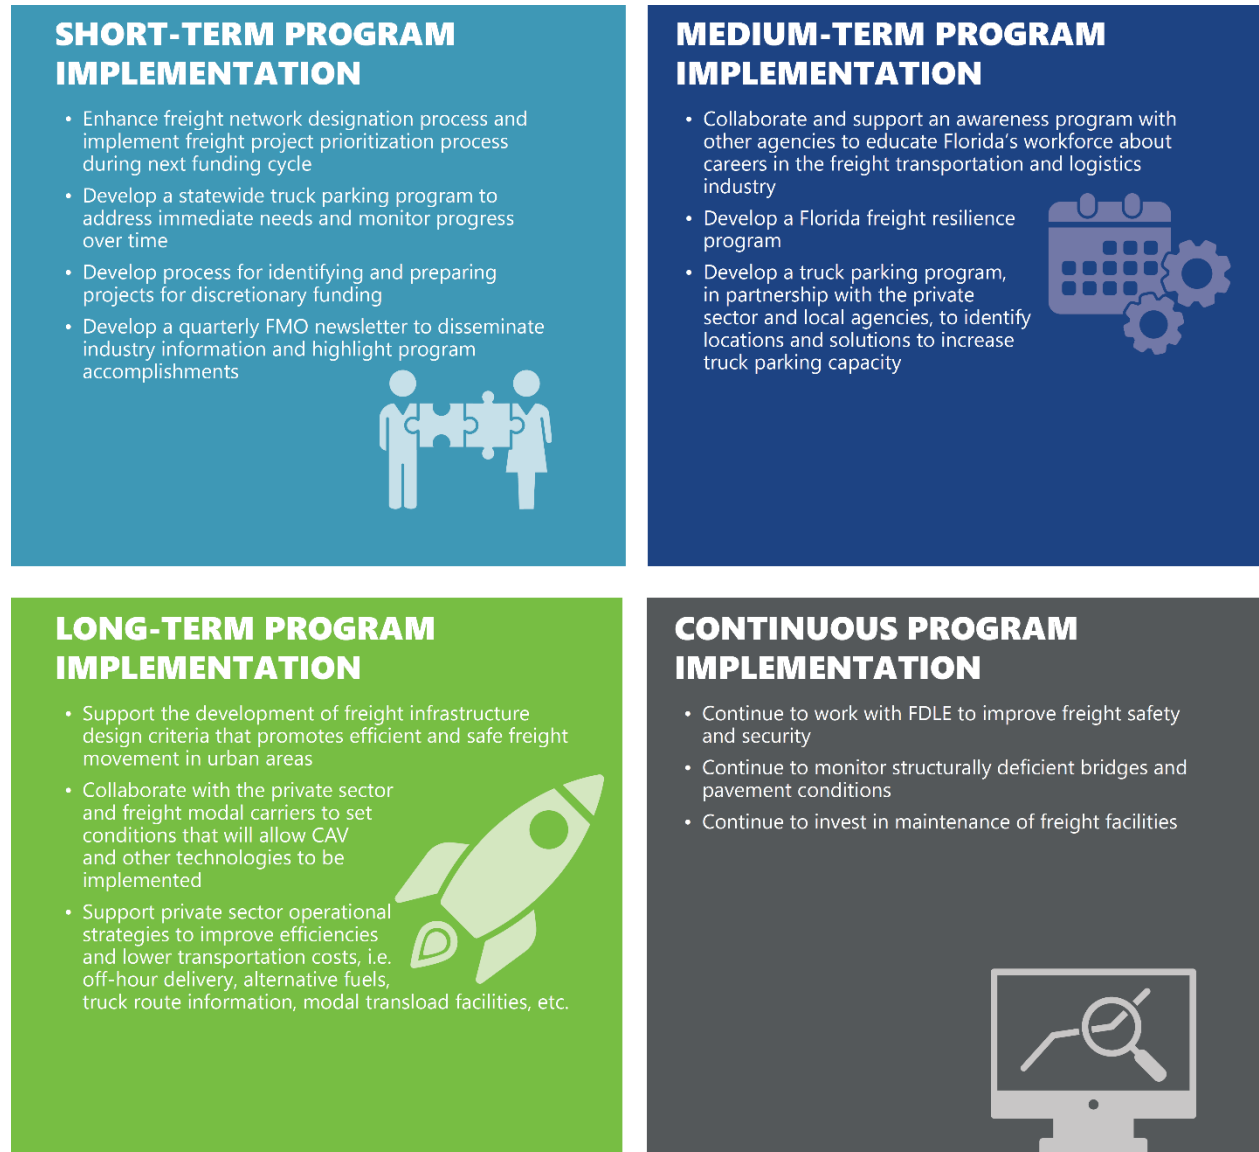 SHORT-TERM PROGRAM
IMPLEMENTATION
• Enhance freight network designation process and
implement freight project prioritization process
during next funding cycle
• Develop a statewide truck parking program to
address immediate needs and monitor progress
over time
• Develop process for identifying and preparing
projects for discretionary funding
• Develop a quarterly FMO newsletter to disseminate
industry information and highlight program
accomplishments
MEDIUM-TERM PROGRAM
IMPLEMENTATION
• Collaborate and support an awareness program with
other agencies to educate Florida's workforce about
careers in the freight transportation and logistics
industry
• Develop a Florida freight resilience
program
• Develop a truck parking program,
in partnership with the private
sector and local agencies, to identify
locations and solutions to increase
truck parking capacity
LONG-TERM PROGRAM
IMPLEMENTATION
• Support the development of freight infrastructure
design criteria that promotes efficient and safe freight
movement in urban areas
• Collaborate with the private sector
and freight modal carriers to set
conditions that will allow CAV
and other technologies to be
implemented
• Support private sector operational
strategies to improve efficiencies
and lower transportation costs, i.e.
off-hour delivery, alternative fuels,
truck route information, modal transload facilities, etc.
CONTINUOUS PROGRAM
IMPLEMENTATION
• Continue to work with FDLE to improve freight safety
and security
• Continue to monitor structurally deficient bridges and
pavement conditions
• Continue to invest in maintenance of freight facilities